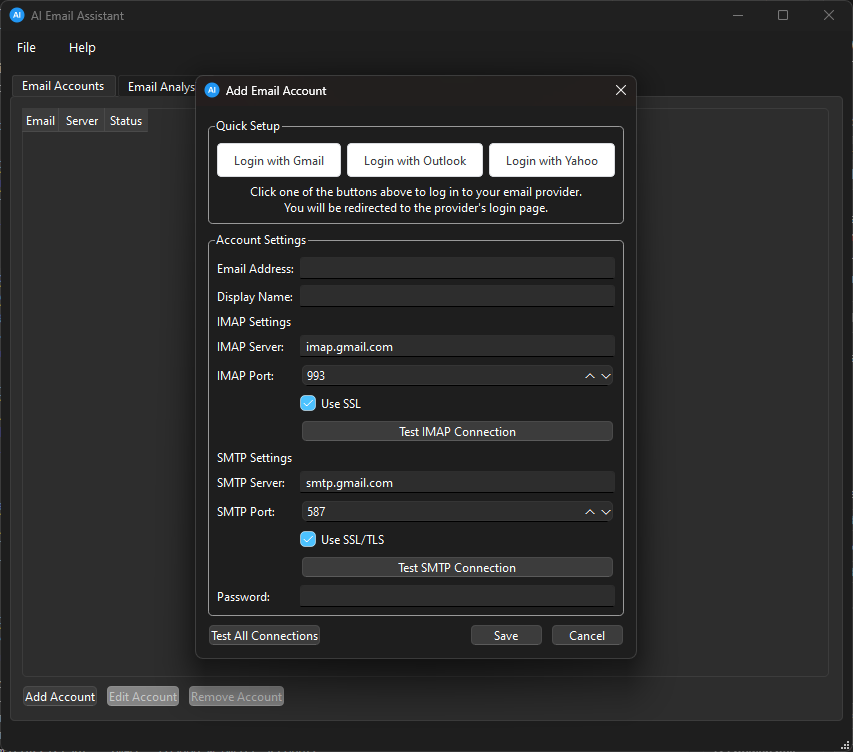 AI AI Email Assistant
File Help
Email Accounts Email Analys
Email Server Status
AI Add Email Account
Quick Setup
Login with Gmail Login with Outlook Login with Yahoo
Click one of the buttons above to log in to your email provider.
You will be redirected to the provider's login page.
Account Settings
Email Address:
Display Name:
IMAP Settings
IMAP Server: imap.gmail.com
IMAP Port: 993
Use SSL
Test IMAP Connection
SMTP Settings
SMTP Server: smtp.gmail.com
SMTP Port: 587
Use SSL/TLS
Test SMTP Connection
Password:
Test All Connections Save Cancel
Add Account Edit Account Remove Account